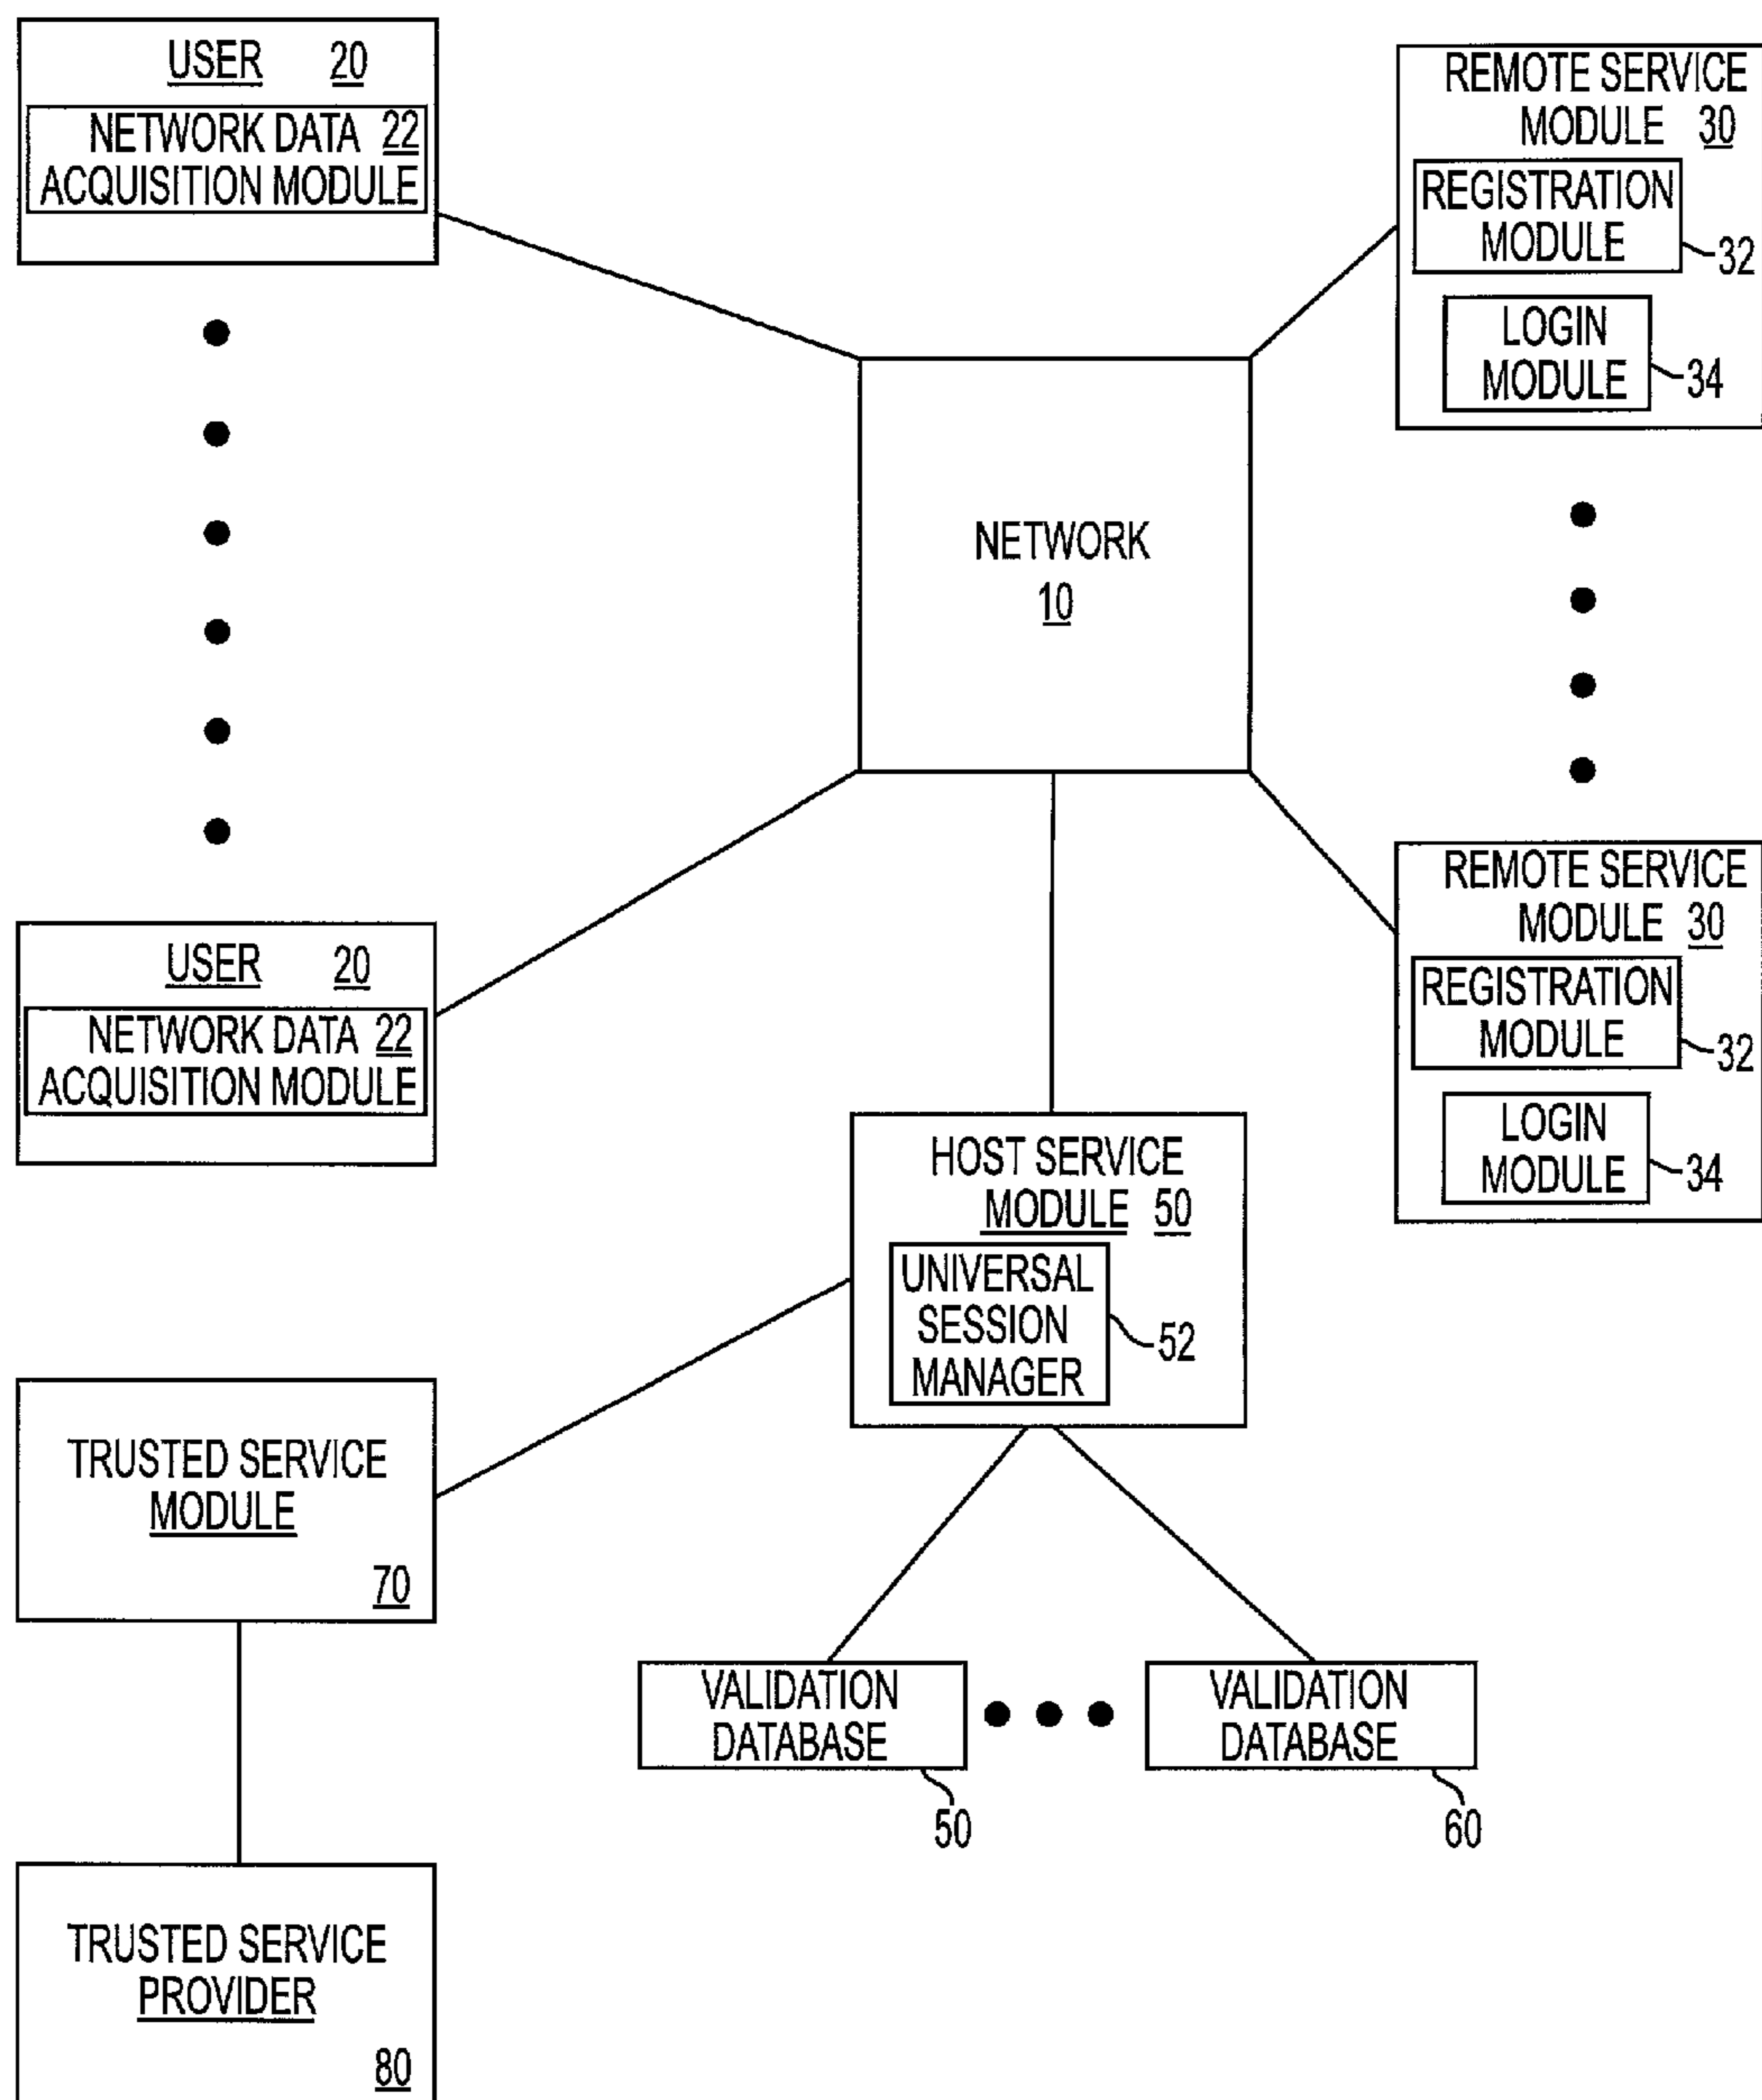 USER 20
NETWORK DATA 22
ACQUISITION MODULE
REMOTE SERVICE
MODULE 30
REGISTRATION
MODULE
32
LOGIN
MODULE
34
NETWORK
10
USER 20
NETWORK DATA 22
ACQUISITION MODULE
REMOTE SERVICE
MODULE 30
REGISTRATION
MODULE
32
LOGIN
MODULE
34
HOST SERVICE
MODULE 50
UNIVERSAL
SESSION
MANAGER
52
TRUSTED SERVICE
MODULE
70
VALIDATION
DATABASE
50
VALIDATION
DATABASE
60
TRUSTED SERVICE
PROVIDER
80